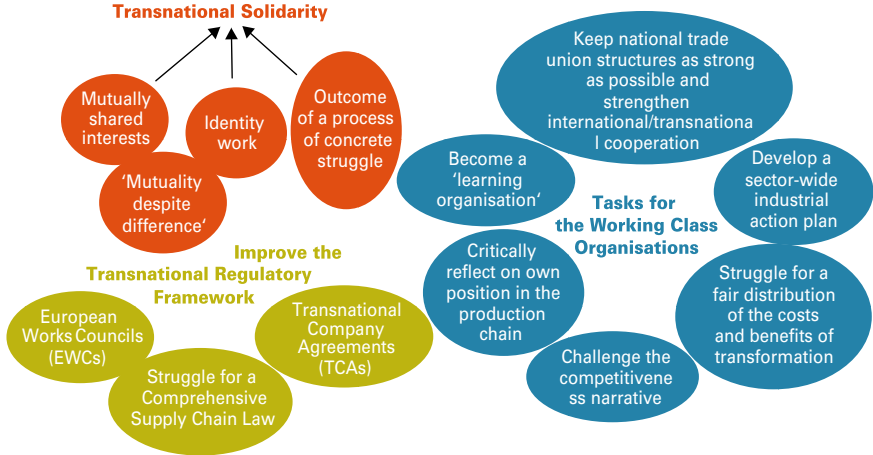 Transnational Solidarity
Mutually
shared
interests
Identity
work
Outcome
of a process
of concrete
struggle
‘Mutuality
despite
difference‘
Improve the
Transnational Regulatory
Framework
European
Works Councils
(EWCs)
Struggle for a
Comprehensive
Supply Chain Law
Transnational
Company
Agreements
(TCAs)
Keep national trade
union structures as strong
as possible and
strengthen
international/transnationa
l cooperation
Become a
‘learning
organisation‘
Tasks for
the Working Class
Organisations
Develop a
sector-wide
industrial
action plan
Critically
reflect on own
position in the
production
chain
Struggle for a
fair distribution
of the costs
and benefits of
transformation
Challenge the
competitivene
ss narrative